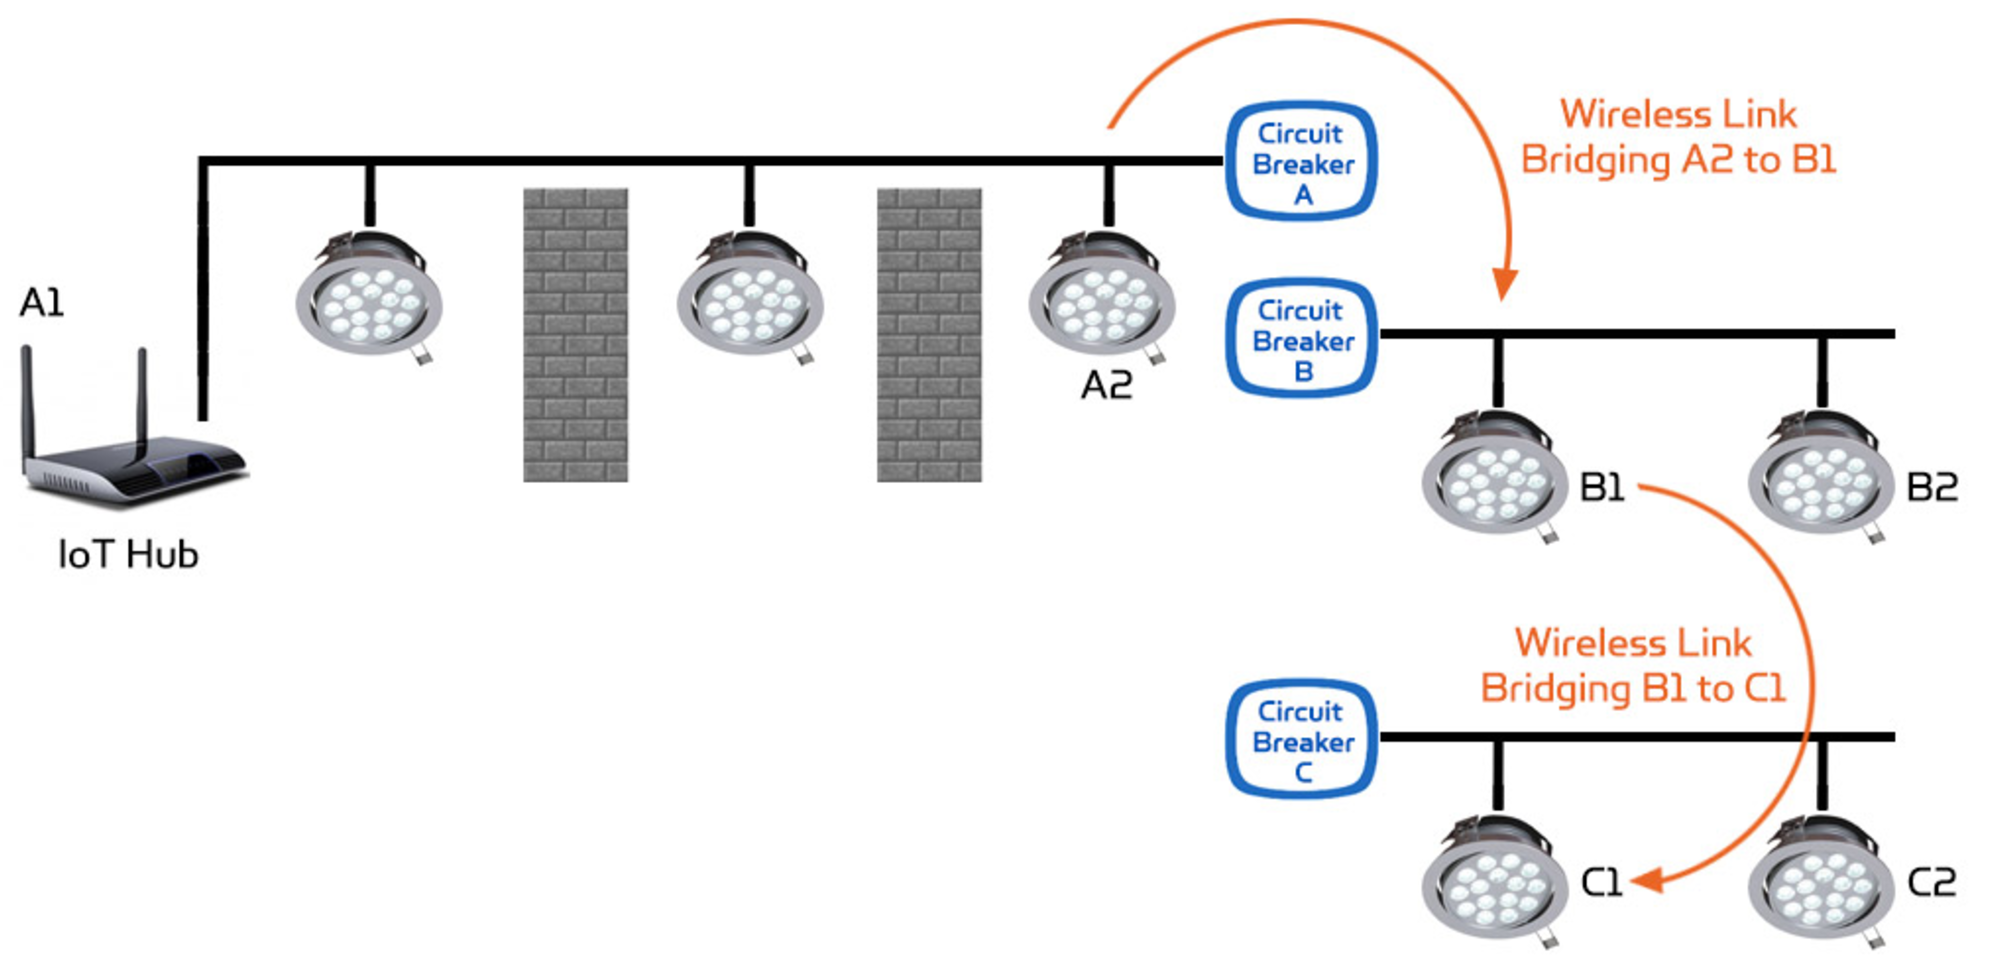 Circuit
Breaker
A
Wireless Link
Bridging A2 to B1
A1
Circuit
Breaker
B
A2
B1
B2
IoT Hub
Wireless Link
Bridging B1 to C1
Circuit
Breaker
C
C1
C2